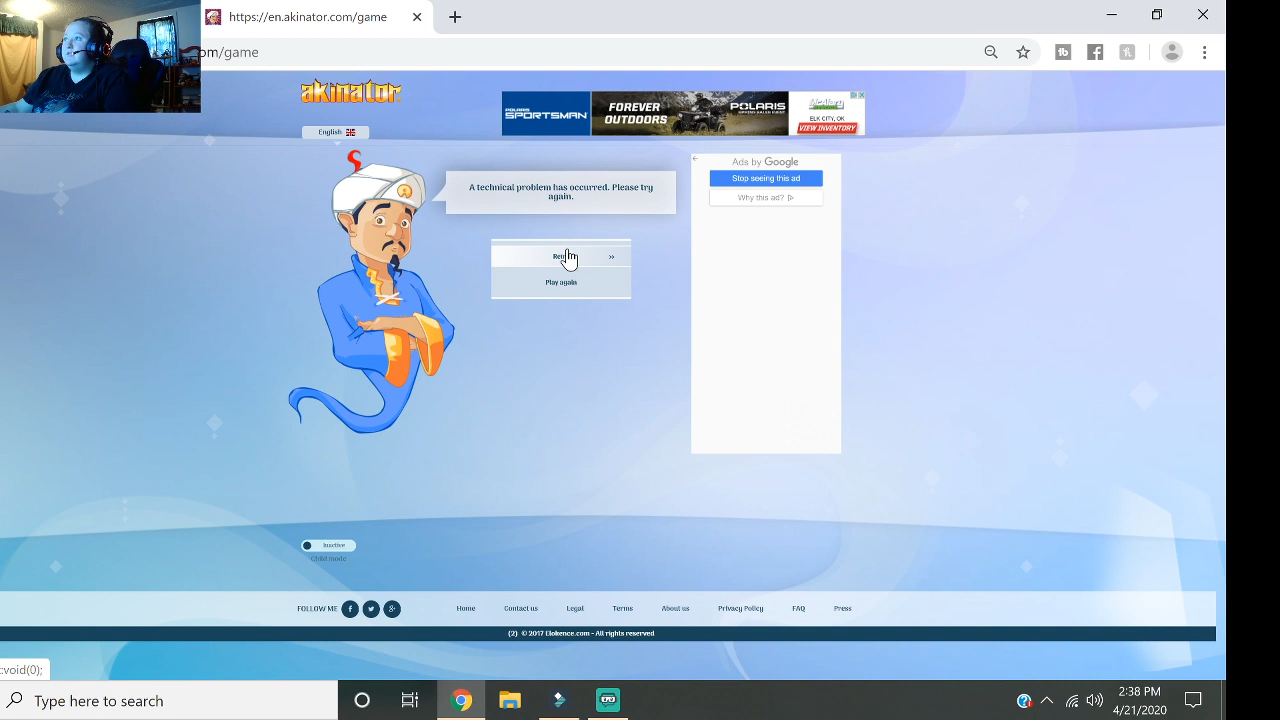 https://en.akinator.com/game
om/game
akinator
English
POLARIS
SPORTSMAN
FOREVER
OUTDOORS
POLARIS
ELK CITY, OK
VIEW INVENTORY
A technical problem has occurred. Please try
again.
Play again
Ads by Google
Stop seeing this ad
Why this ad?
Inactive
Child mode
FOLLOW ME
Home
Contact us
Legal
Terms
About us
Privacy Policy
FAQ
Press
(2) © 2017 Elokence.com - All rights reserved
:void(0);
Type here to search
2:38 PM
4/21/2020